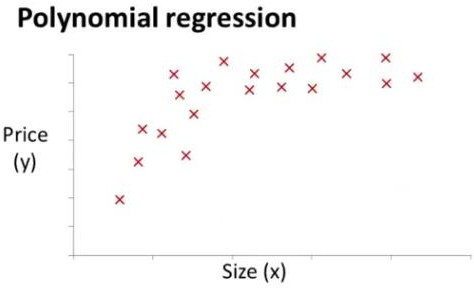 Polynomial regression
Price
(y)
Size (x)